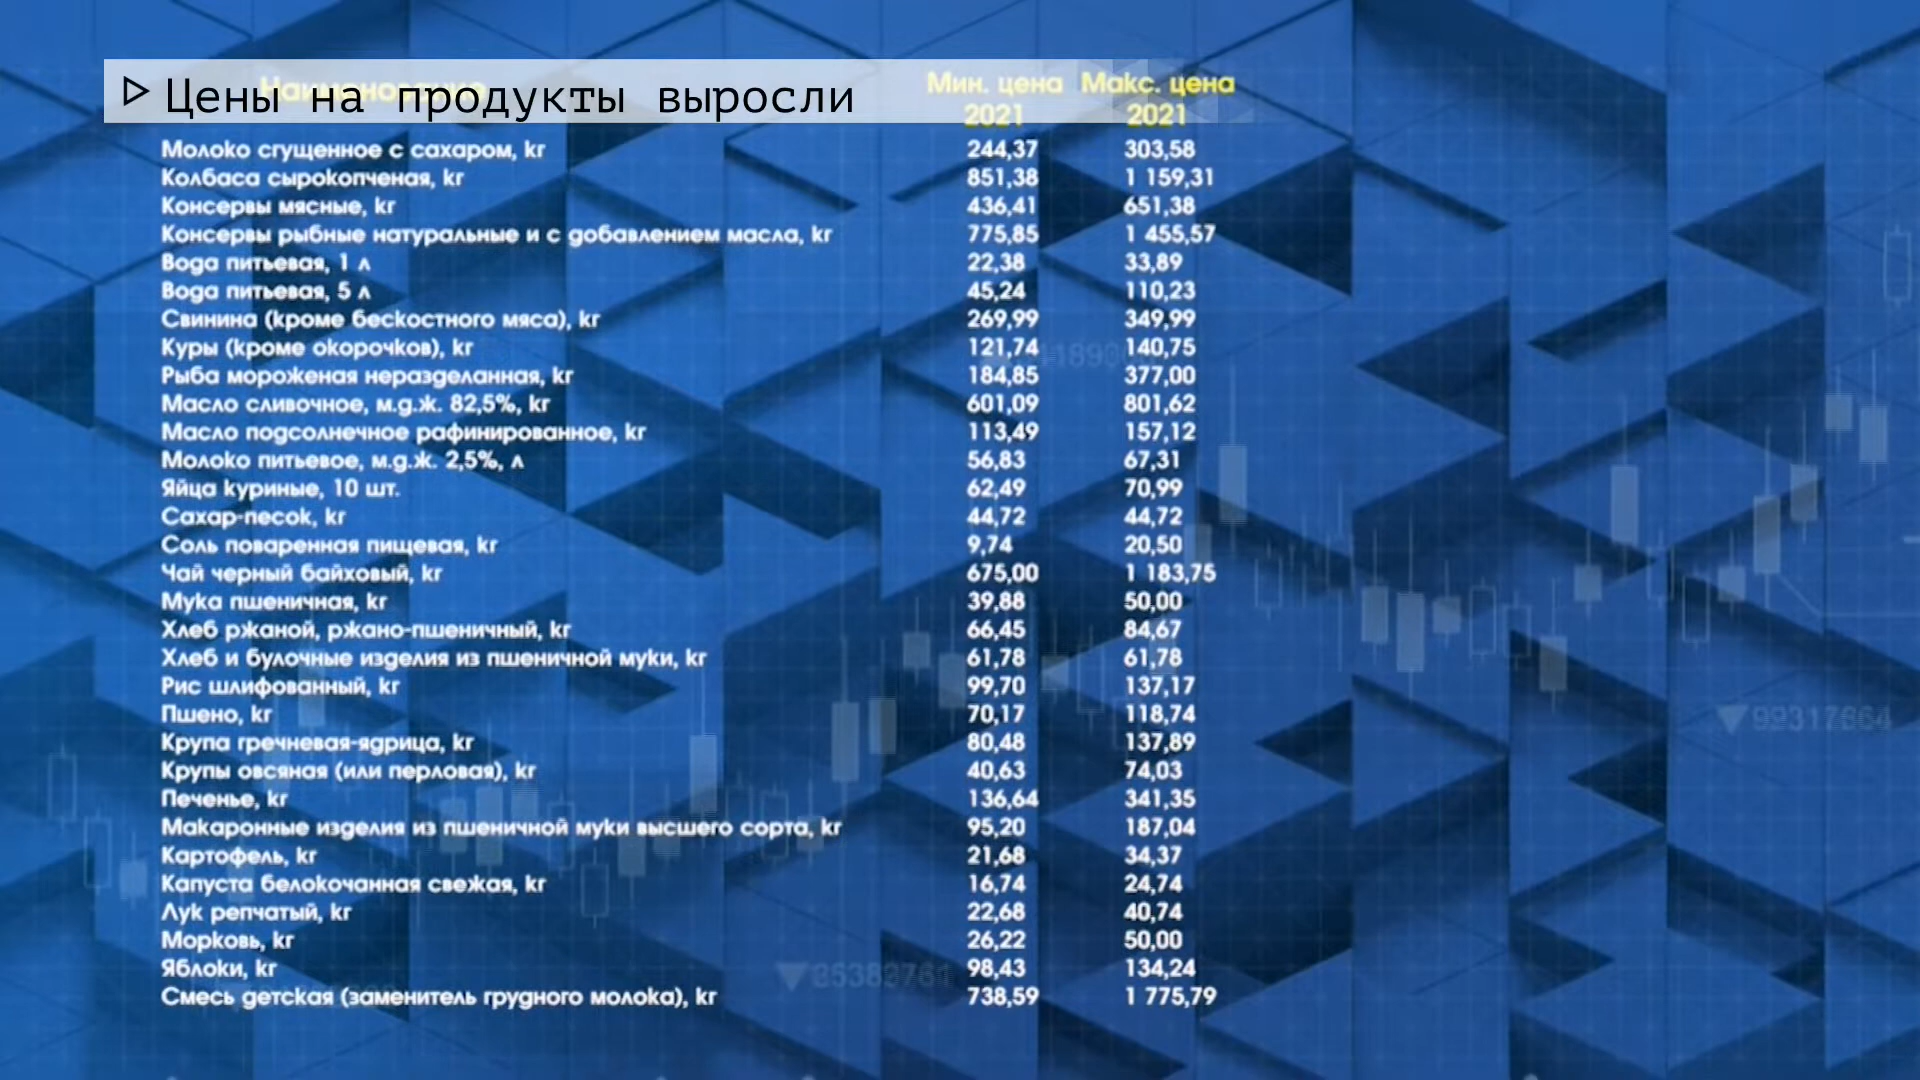 Наименование
▷ Цены на продукты выросли
Мин. цена 2021 Макс. цена 2021
Молоко сгущенное с сахаром, кг 244,37 303,58
Колбаса сырокопченая, кг 851,38 1 159,31
Консервы мясные, кг 436,41 651,38
Консервы рыбные натуральные и с добавлением масла, кг 775,85 1 455,57
Вода питьевая, 1 л 22,38 33,89
Вода питьевая, 5 л 45,24 110,23
Свинина (кроме бескостного мяса), кг 269,99 349,99
Куры (кроме окорочков), кг 121,74 140,75
Рыба мороженая неразделанная, кг 184,85 377,00
Масло сливочное, м.д.ж. 82,5%, кг 601,09 801,62
Масло подсолнечное рафинированное, кг 113,49 157,12
Молоко питьевое, м.д.ж. 2,5%, л 56,83 67,31
Яйца куриные, 10 шт. 62,49 70,99
Сахар-песок, кг 44,72 44,72
Соль поваренная пищевая, кг 9,74 20,50
Чай черный байховый, кг 675,00 1 183,75
Мука пшеничная, кг 39,88 50,00
Хлеб ржаной, ржано-пшеничный, кг 66,45 84,67
Хлеб и булочные изделия из пшеничной муки, кг 61,78 61,78
Рис шлифованный, кг 99,70 137,17
Пшено, кг 70,17 118,74
Крупа гречневая-ядрица, кг 80,48 137,89
Крупы овсяная (или перловая), кг 40,63 74,03
Печенье, кг 136,64 341,35
Макаронные изделия из пшеничной муки высшего сорта, кг 95,20 187,04
Картофель, кг 21,68 34,37
Капуста белокочанная свежая, кг 16,74 24,74
Лук репчатый, кг 22,68 40,74
Морковь, кг 26,22 50,00
Яблоки, кг 98,43 134,24
Смесь детская (заменитель грудного молока), кг 738,59 1 775,79